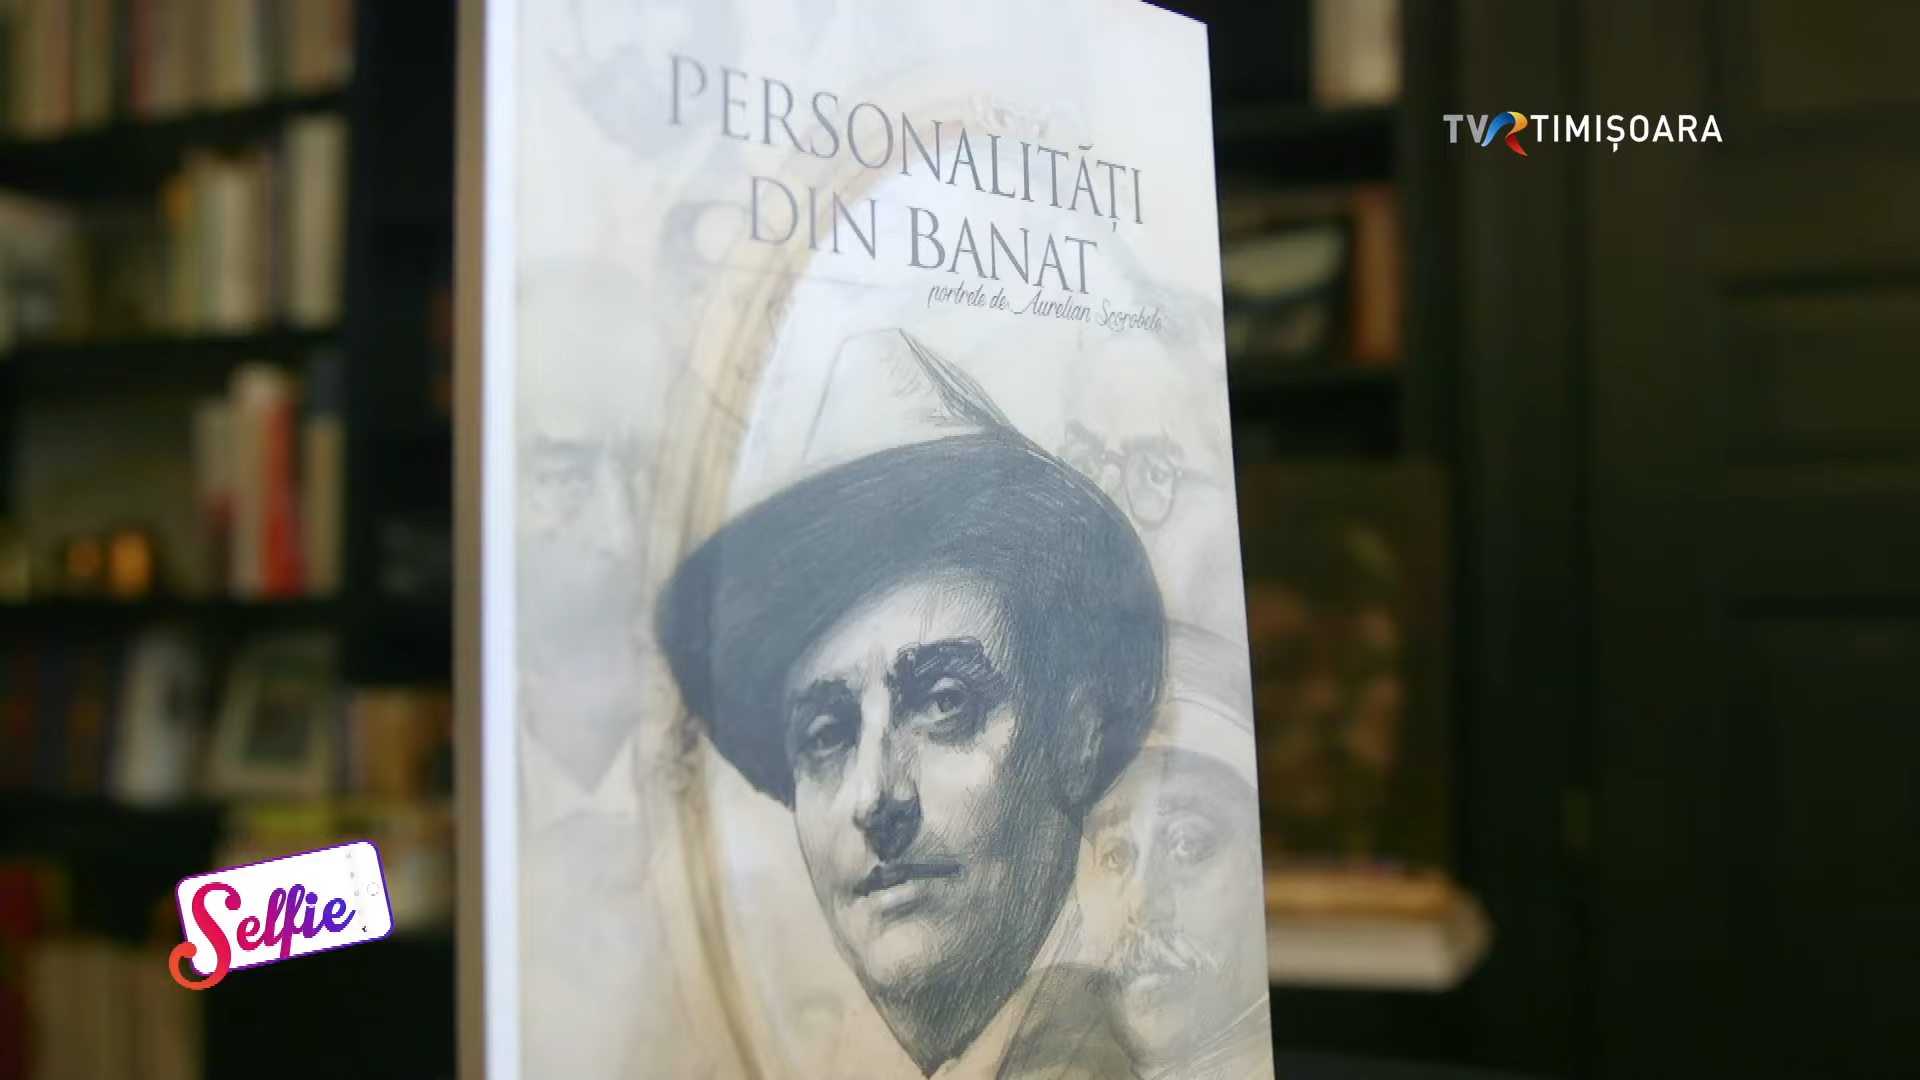 PERSONALITĂȚI
DIN BANAT
portrete de Aurelian Scorobete
TVR TIMIȘOARA
Selfie